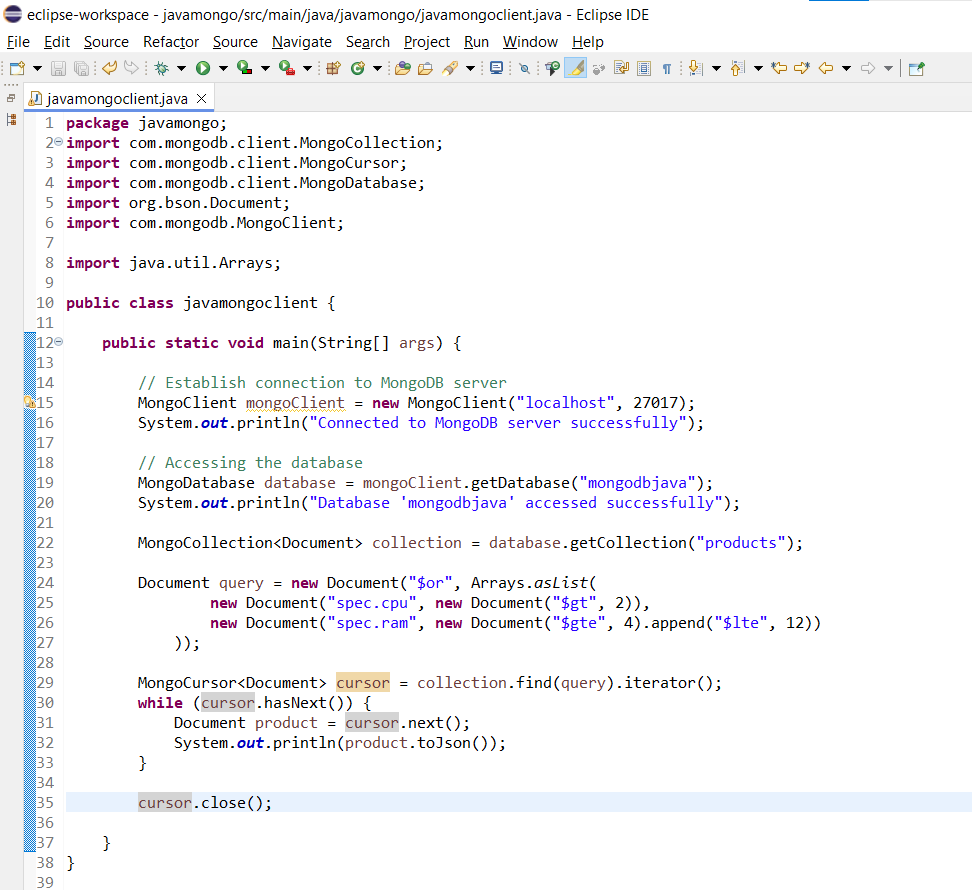 eclipse-workspace - javamongo/src/main/java/javamongo/javamongoclient.java - Eclipse IDE
File Edit Source Refactor Source Navigate Search Project Run Window Help
javamongoclient.java
1 package javamongo;
2 import com.mongodb.client.MongoCollection;
3 import com.mongodb.client.MongoCursor;
4 import com.mongodb.client.MongoDatabase;
5 import org.bson.Document;
6 import com.mongodb.MongoClient;
7
8 import java.util.Arrays;
9
10 public class javamongoclient {
11
12     public static void main(String[] args) {
13
14         // Establish connection to MongoDB server
15         MongoClient mongoClient = new MongoClient("localhost", 27017);
16         System.out.println("Connected to MongoDB server successfully");
17
18         // Accessing the database
19         MongoDatabase database = mongoClient.getDatabase("mongodbjava");
20         System.out.println("Database 'mongodbjava' accessed successfully");
21
22         MongoCollection<Document> collection = database.getCollection("products");
23
24         Document query = new Document("$or", Arrays.asList(
25                 new Document("spec.cpu", new Document("$gt", 2)),
26                 new Document("spec.ram", new Document("$gte", 4).append("$lte", 12))
27             ));
28
29         MongoCursor<Document> cursor = collection.find(query).iterator();
30         while (cursor.hasNext()) {
31             Document product = cursor.next();
32             System.out.println(product.toJson());
33         }
34
35         cursor.close();
36
37     }
38 }
39